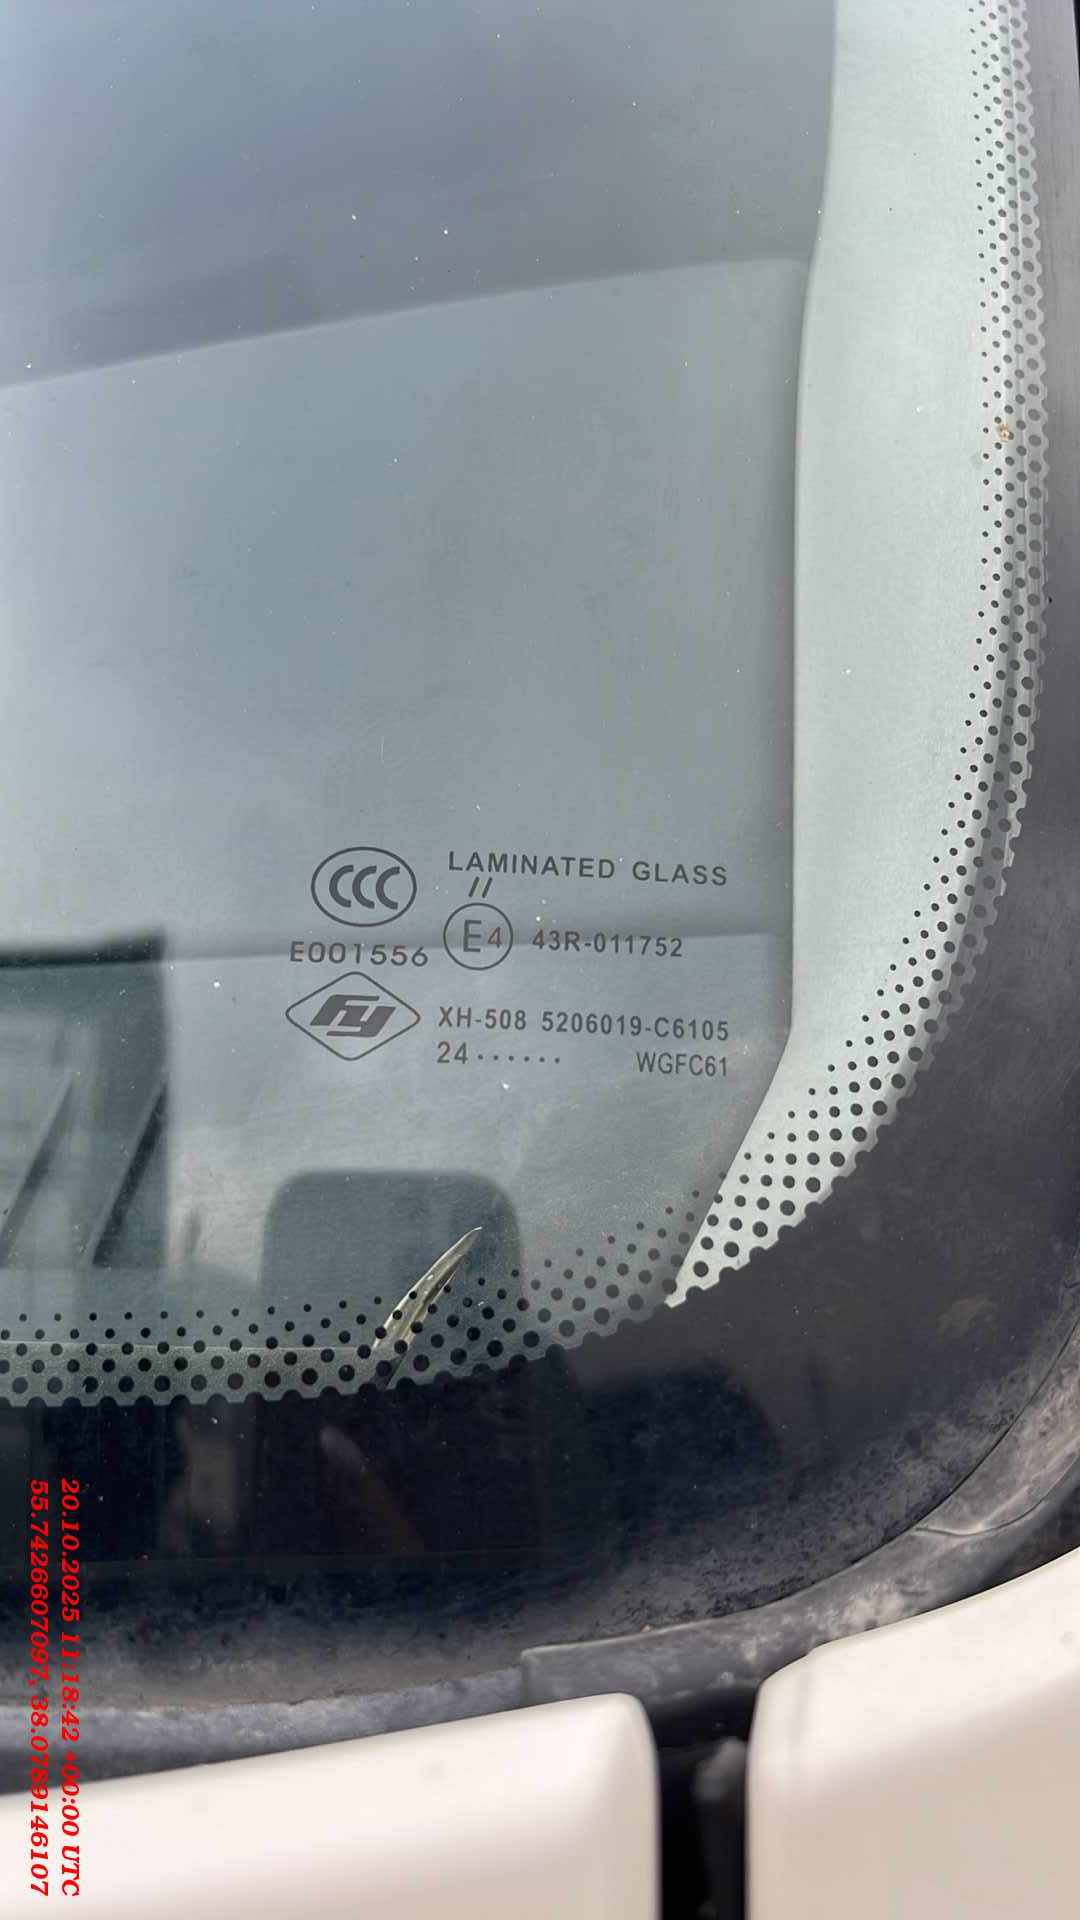 CCC
LAMINATED GLASS
//
E4 43R-011752
E001556
fy
XH-508 5206019-C6105
24...... WGFC61
20.10.2025 11:18:42 +00:00 UTC
55.7426607097, 38.0789146107